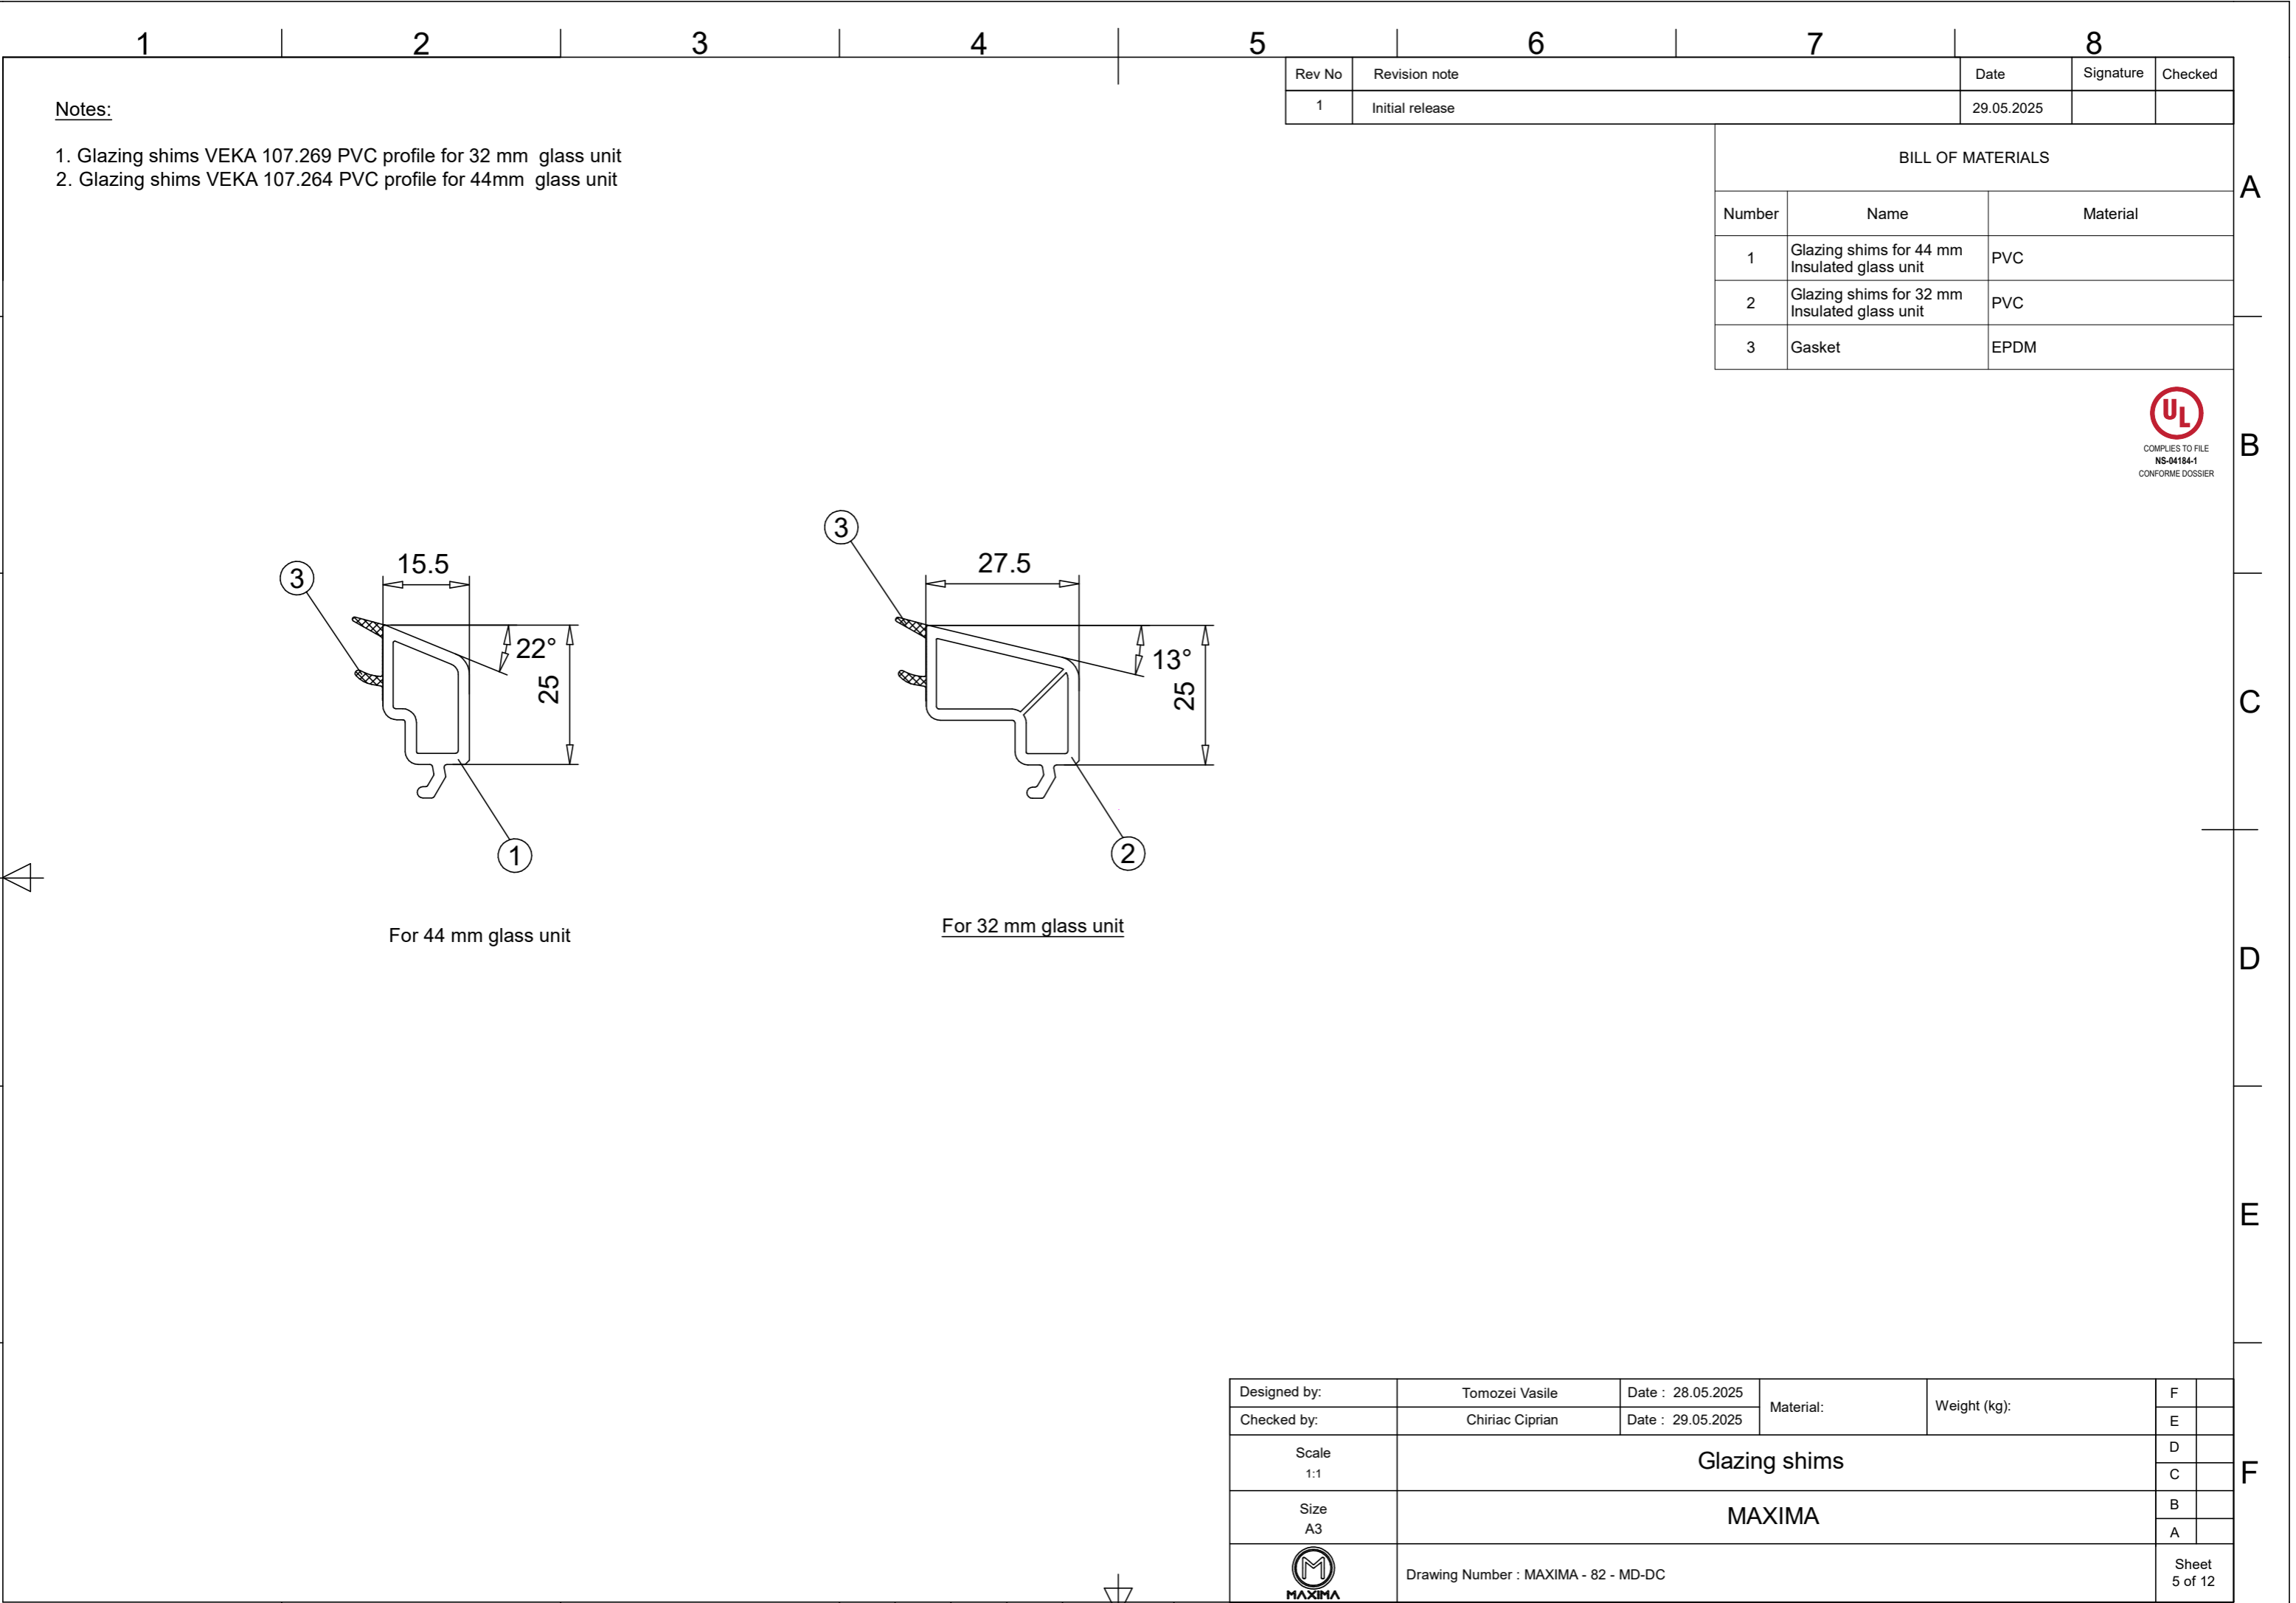 1 2 3 4 5 6 7 8
Rev No Revision note Date Signature Checked
1 Initial release 29.05.2025
Notes:
1. Glazing shims VEKA 107.269 PVC profile for 32 mm glass unit
2. Glazing shims VEKA 107.264 PVC profile for 44mm glass unit
BILL OF MATERIALS
A
Number Name Material
1 Glazing shims for 44 mm PVC
Insulated glass unit
2 Glazing shims for 32 mm PVC
Insulated glass unit
3 Gasket EPDM
UL
COMPLIES TO FILE
NS-04184-1
CONFORME DOSSIER
B
3
15.5
22°
25
1
For 44 mm glass unit
3
27.5
13°
25
2
For 32 mm glass unit
C
D
E
Designed by: Tomozei Vasile Date : 28.05.2025 Material: Weight (kg): F
Checked by: Chiriac Ciprian Date : 29.05.2025 E
Scale
1:1
Glazing shims
D
C
F
Size
A3
MAXIMA
B
A
M
MAXIMA
Drawing Number : MAXIMA - 82 - MD-DC
Sheet
5 of 12